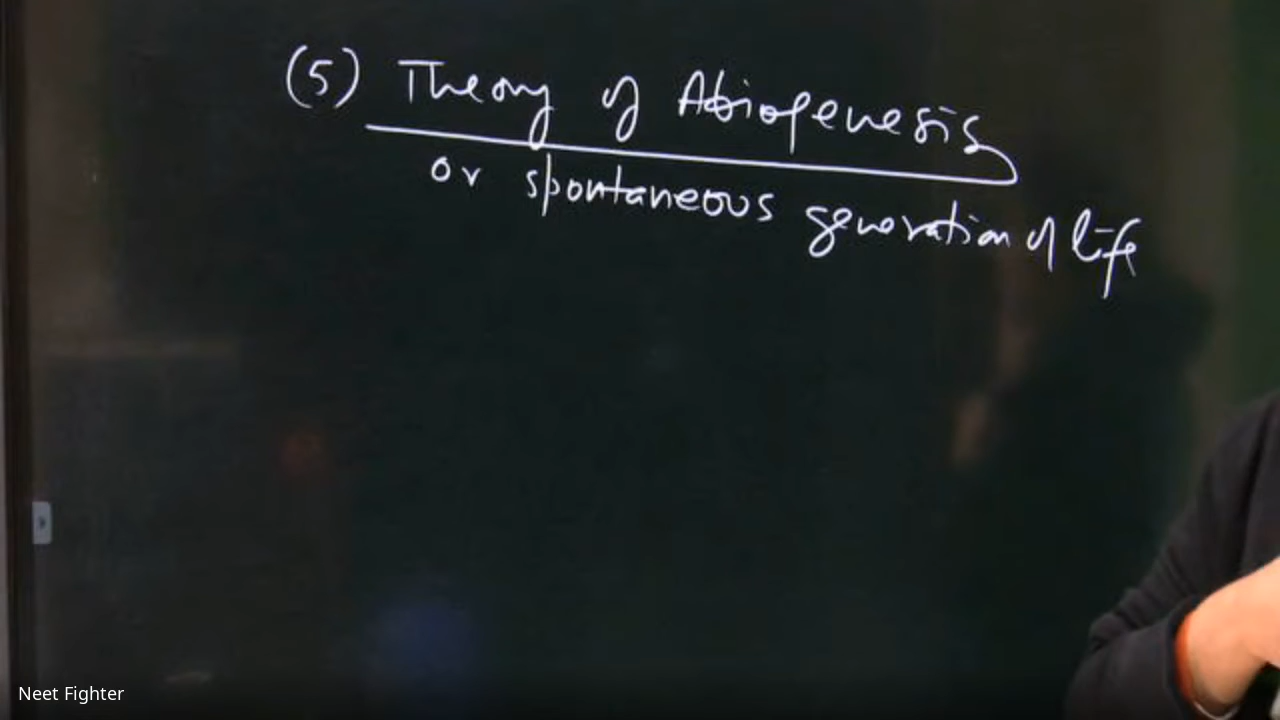 (5) Theory of Abiogenesis
or spontaneous generation of life
Neet Fighter